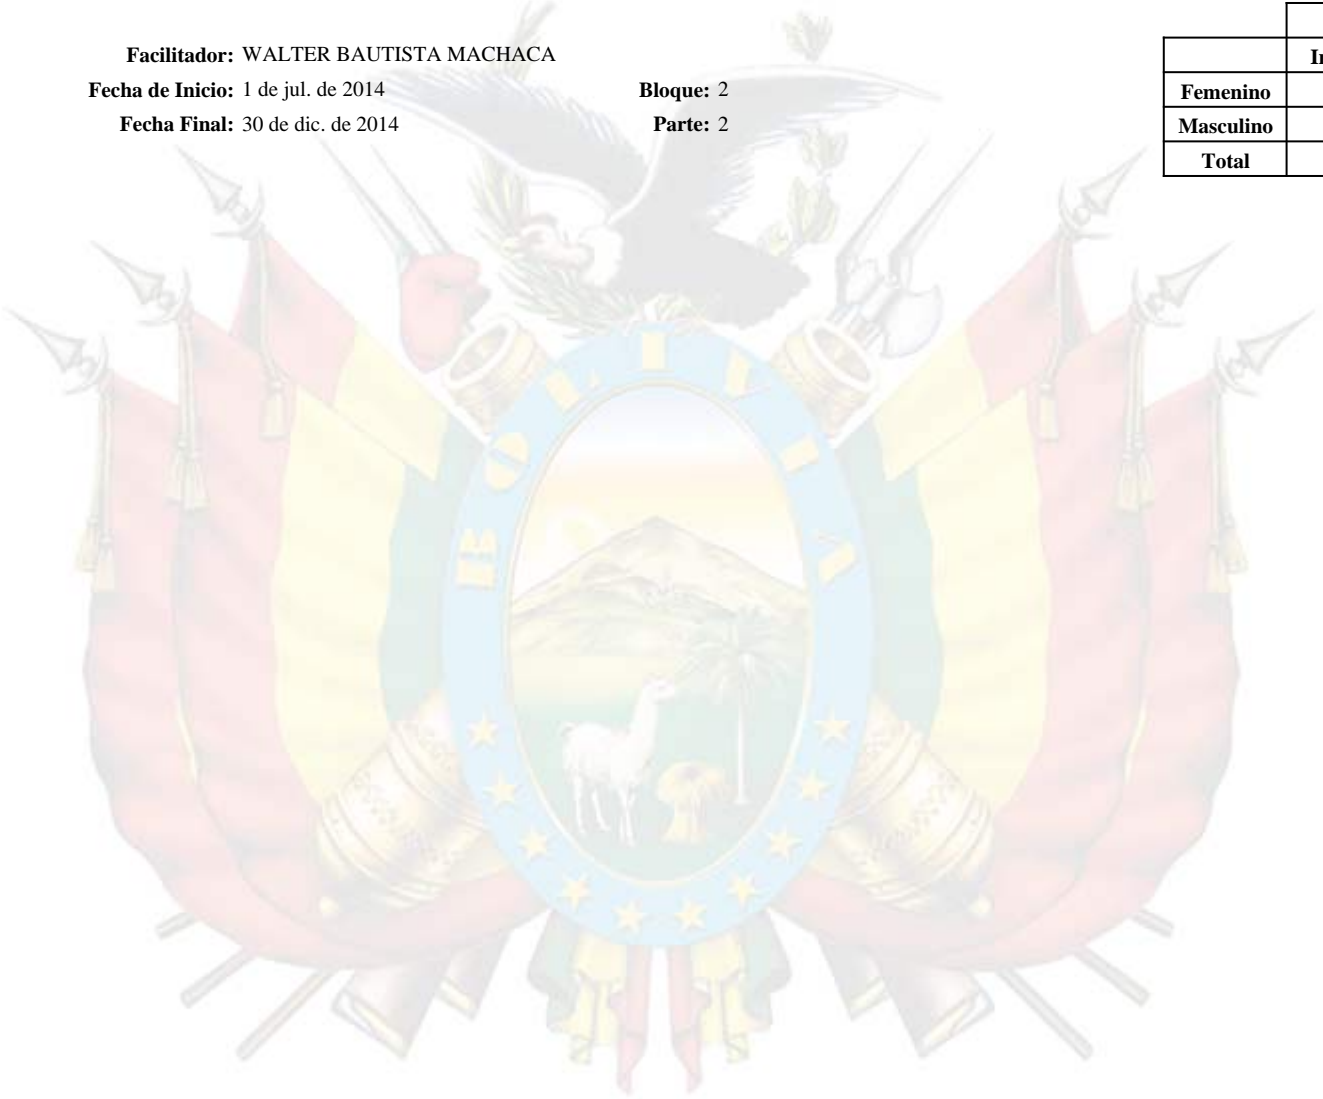 Facilitador: WALTER BAUTISTA MACHACA
Fecha de Inicio: 1 de jul. de 2014 Bloque: 2
Fecha Final: 30 de dic. de 2014 Parte: 2
Femenino
Masculino
Total
BOLIVIA